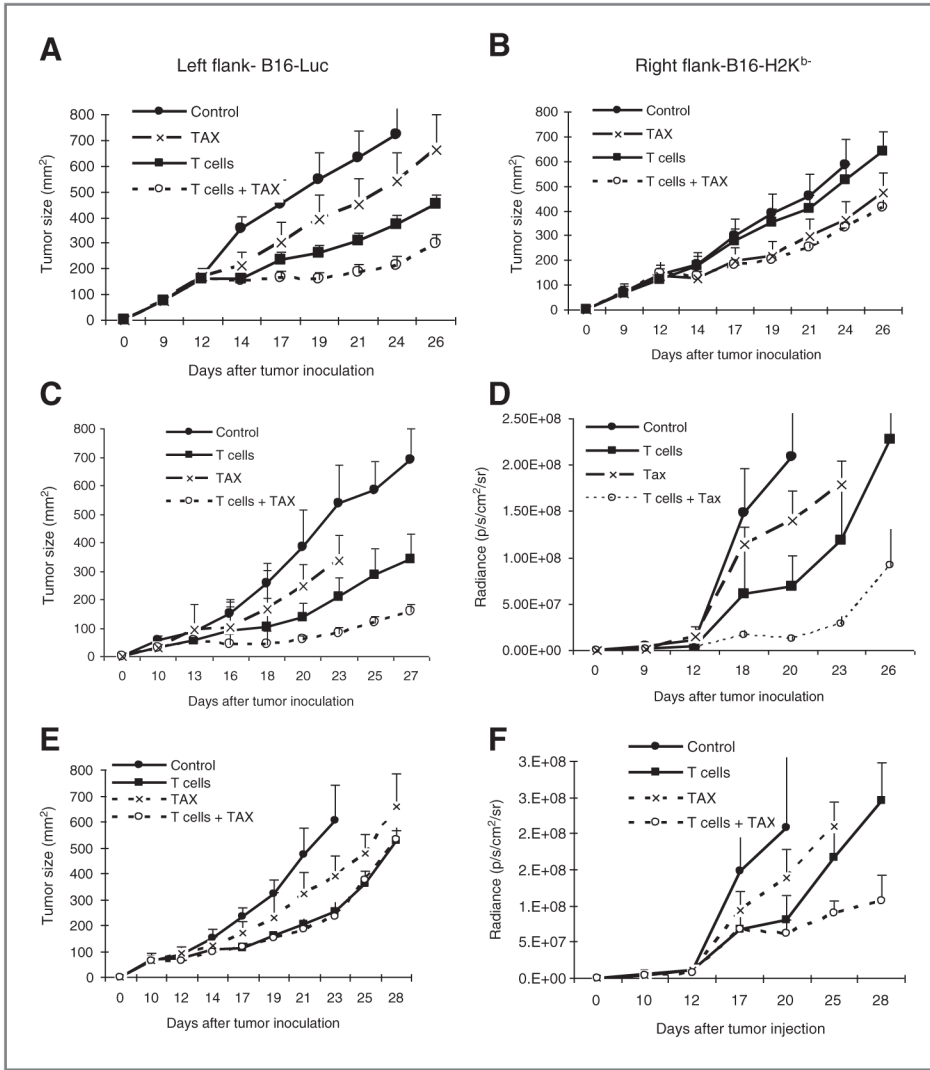 A
Left flank- B16-Luc
Control
TAX
T cells
T cells + TAX
Tumor size (mm2)
800
700
600
500
400
300
200
100
0
0 9 12 14 17 19 21 24 26
Days after tumor inoculation
B
Right flank-B16-H2Kb-
Control
TAX
T cells
T cells + TAX
Tumor size (mm2)
800
700
600
500
400
300
200
100
0
0 9 12 14 17 19 21 24 26
Days after tumor inoculation
C
Control
T cells
TAX
T cells + TAX
Tumor size (mm2)
800
700
600
500
400
300
200
100
0
0 10 13 16 18 20 23 25 27
Days after tumor inoculation
D
Control
T cells
Tax
T cells + Tax
Radiance (p/s/cm2/sr)
2.50E+08
2.00E+08
1.50E+08
1.00E+08
5.00E+07
0.00E+00
0 9 12 18 20 23 26
Days after tumor inoculation
E
Control
T cells
TAX
T cells + TAX
Tumor size (mm2)
800
700
600
500
400
300
200
100
0
0 10 12 14 17 19 21 23 25 28
Days after tumor inoculation
F
Control
T cells
TAX
T cells + TAX
Radiance (p/s/cm2/sr)
3.E+08
3.E+08
2.E+08
2.E+08
1.E+08
5.E+07
0.E+00
0 10 12 17 20 25 28
Days after tumor injection